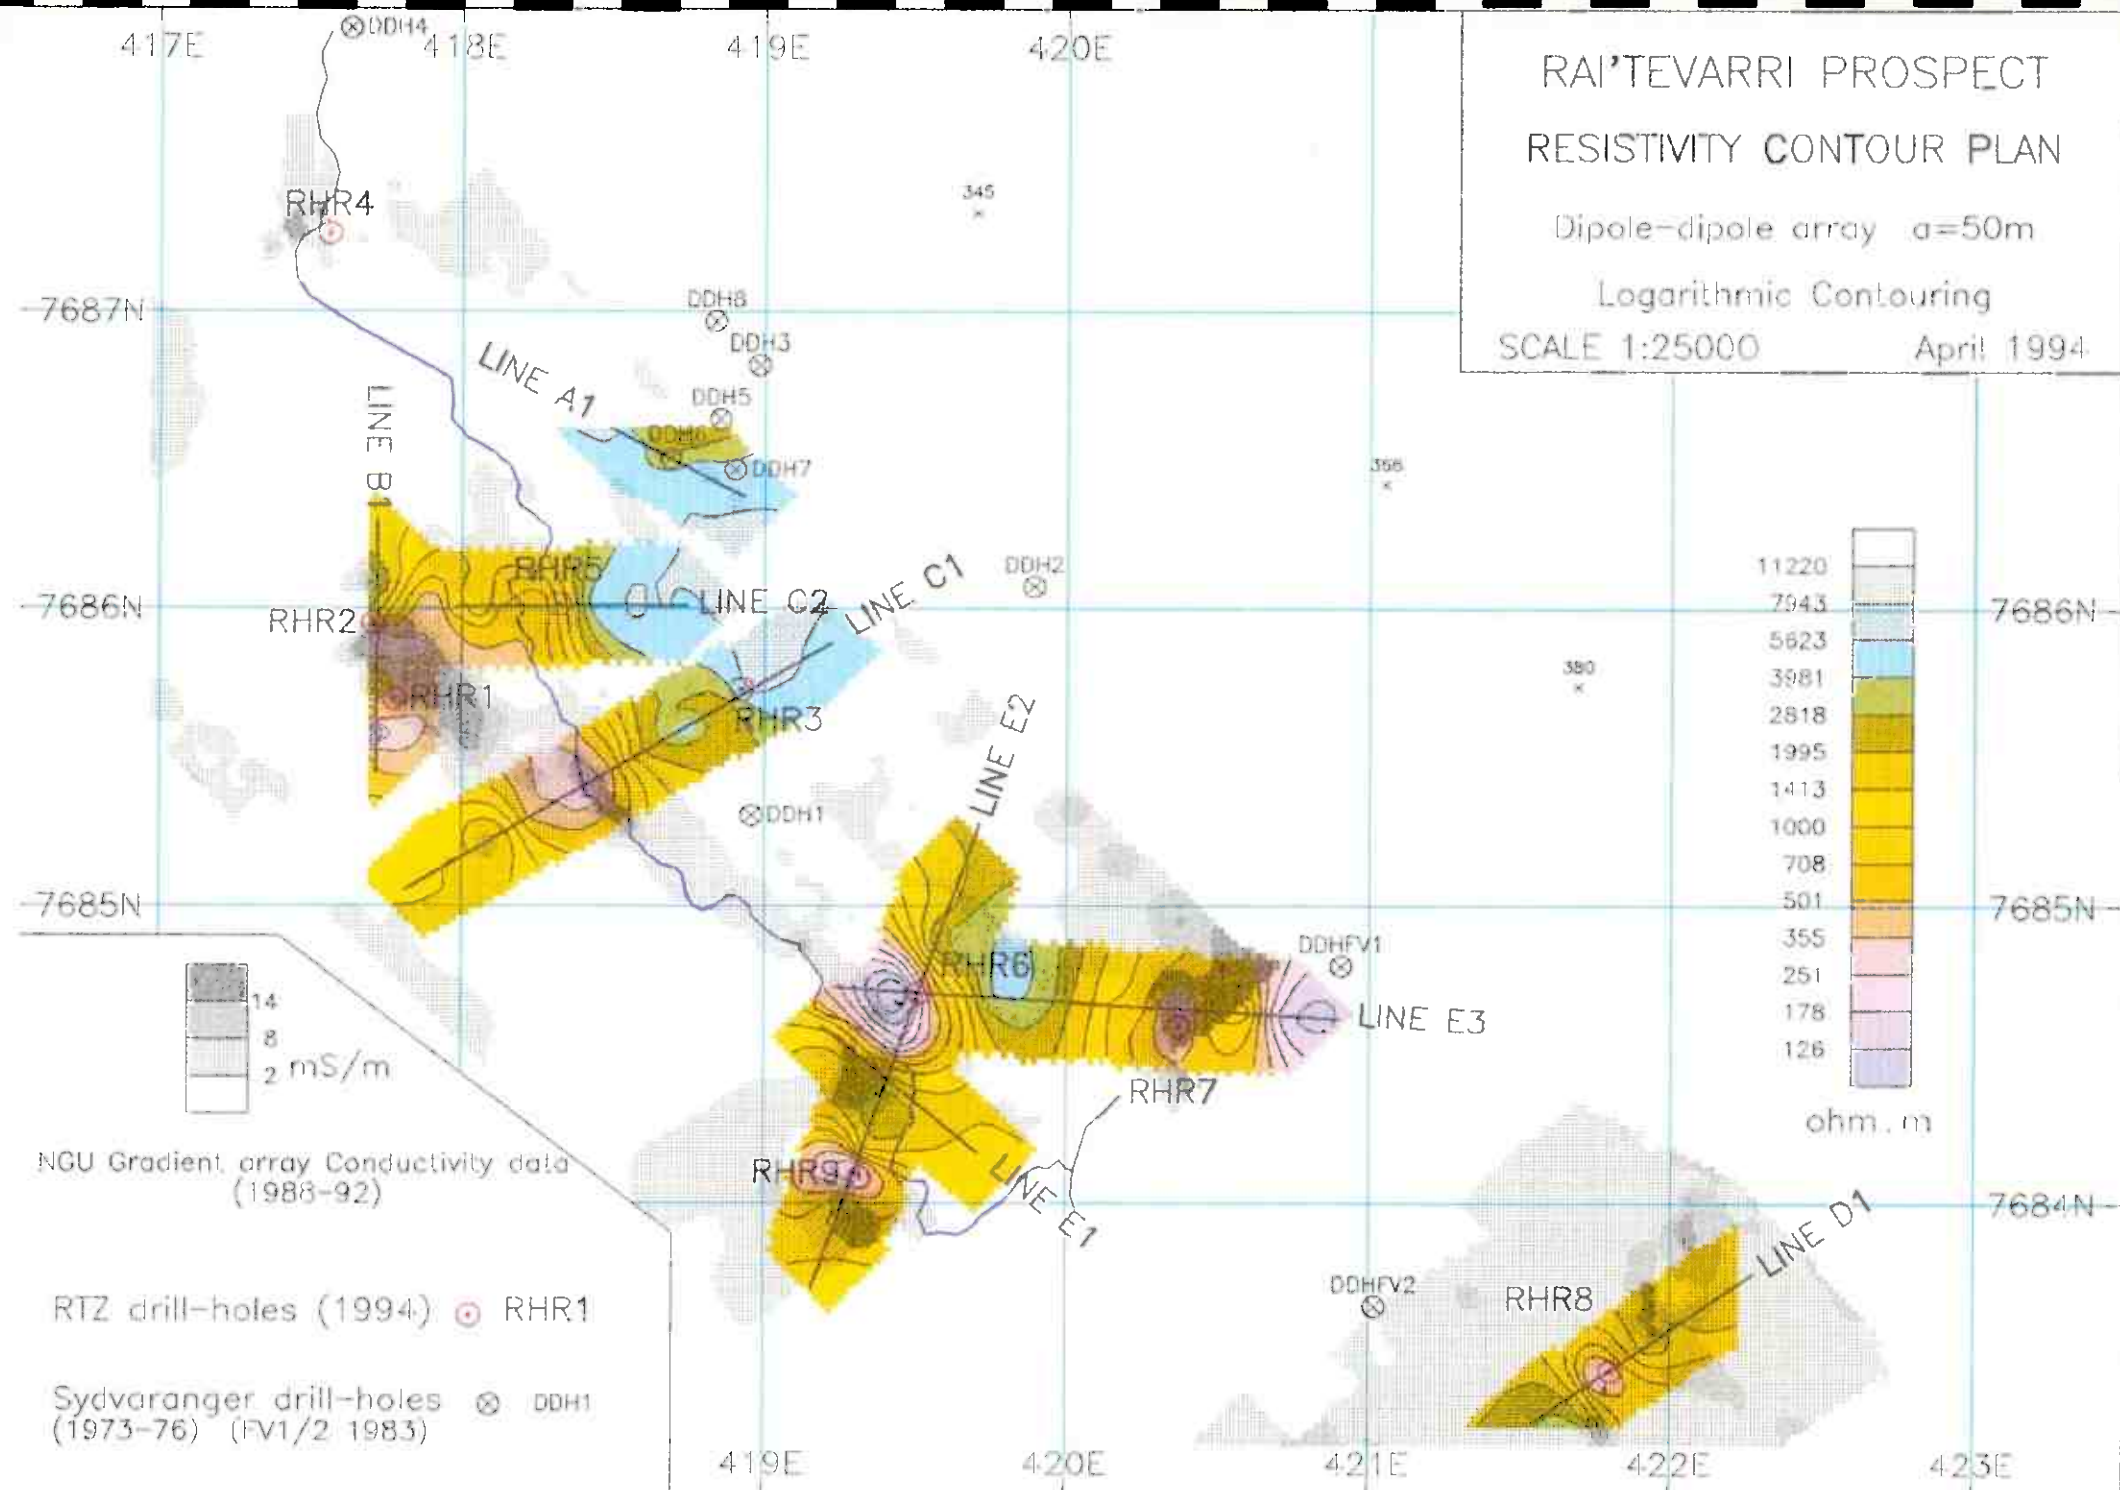 DDH4
417E 418E 419E 420E
RAI'TEVARRI PROSPECT
RESISTIVITY CONTOUR PLAN
Dipole-dipole array a=50m
Logarithmic Contouring
SCALE 1:25000 April 1994
RHR4
345
7687N
DDH8
DDH3
LINE A1
DDH5
DDH6
DDH7
LINE B1
366
RHR5
DDH2
LINE C1
LINE C2
7686N
7686N
RHR2
380
RHR1
RHR3
LINE E2
DDH1
11220
7943
5623
3981
2818
1995
1413
1000
708
501
355
251
178
126
ohm.m
7685N
7685N
DDHFV1
RHR6
LINE E3
14
8
2 mS/m
RHR7
NGU Gradient array Conductivity data
(1988-92)
RHR9
LINE E1
7684N
LINE D1
DDHFV2
RHR8
RTZ drill-holes (1994) RHR1
Sydvaranger drill-holes DDH1
(1973-76) (FV1/2 1983)
419E 420E 421E 422E 423E